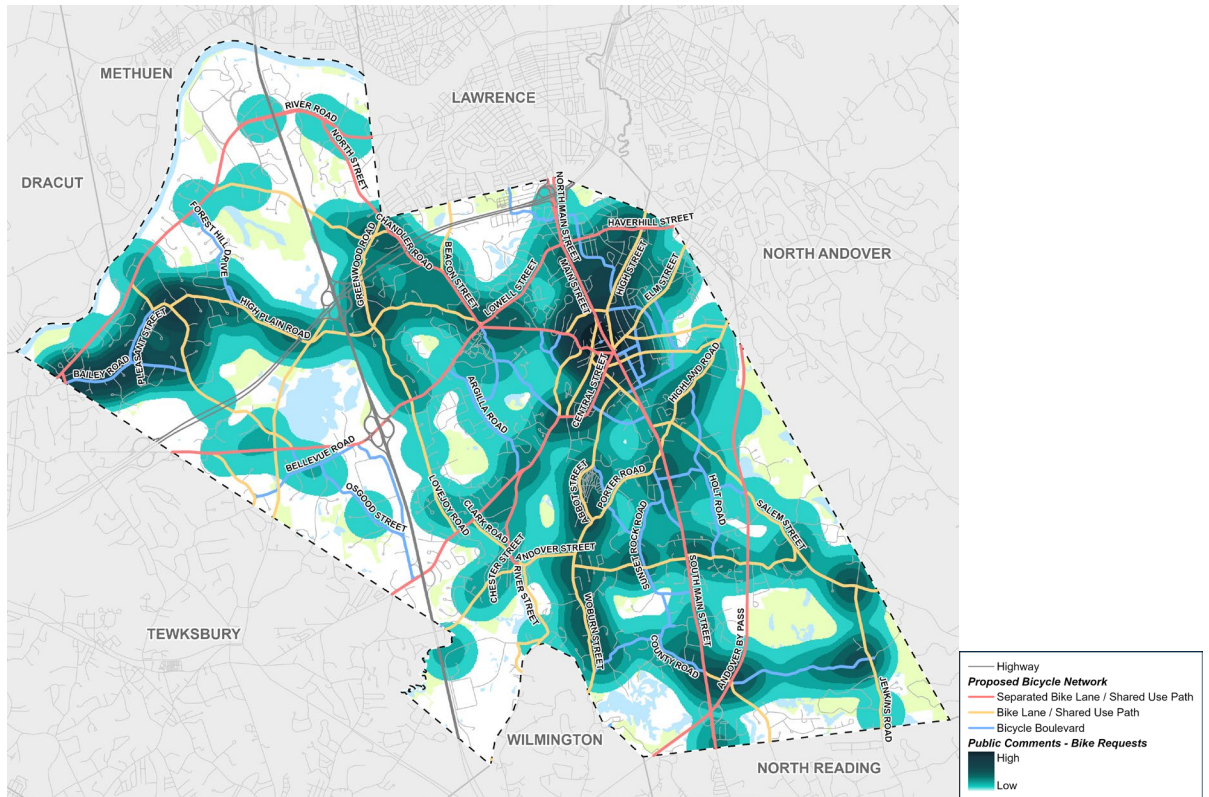 METHUEN
LAWRENCE
RIVER ROAD
NORTH STREET
DRACUT
NORTH MAIN STREET
FOREST HILL DRIVE
CHANDLER ROAD
HAVERHILL STREET
GREENWOOD ROAD
BEACON STREET
MAIN STREET
HIGH STREET
NORTH ANDOVER
LOWELL STREET
ELM STREET
HIGH PLAIN ROAD
PLEASANT STREET
BAILEY ROAD
HIGHLAND ROAD
CENTRAL STREET
ARGILLA ROAD
BELLEVUE ROAD
OSGOOD STREET
LOVEJOY ROAD
ABBOT STREET
PORTER ROAD
HOLT ROAD
SALEM STREET
CLARK ROAD
SUNSET ROCK ROAD
CHESTER STREET
ANDOVER STREET
RIVER STREET
SOUTH MAIN STREET
TEWKSBURY
WOBURN STREET
COUNTY ROAD
ANDOVER BY PASS
JENKINS ROAD
WILMINGTON
NORTH READING
Highway
Proposed Bicycle Network
Separated Bike Lane / Shared Use Path
Bike Lane / Shared Use Path
Bicycle Boulevard
Public Comments - Bike Requests
High
Low